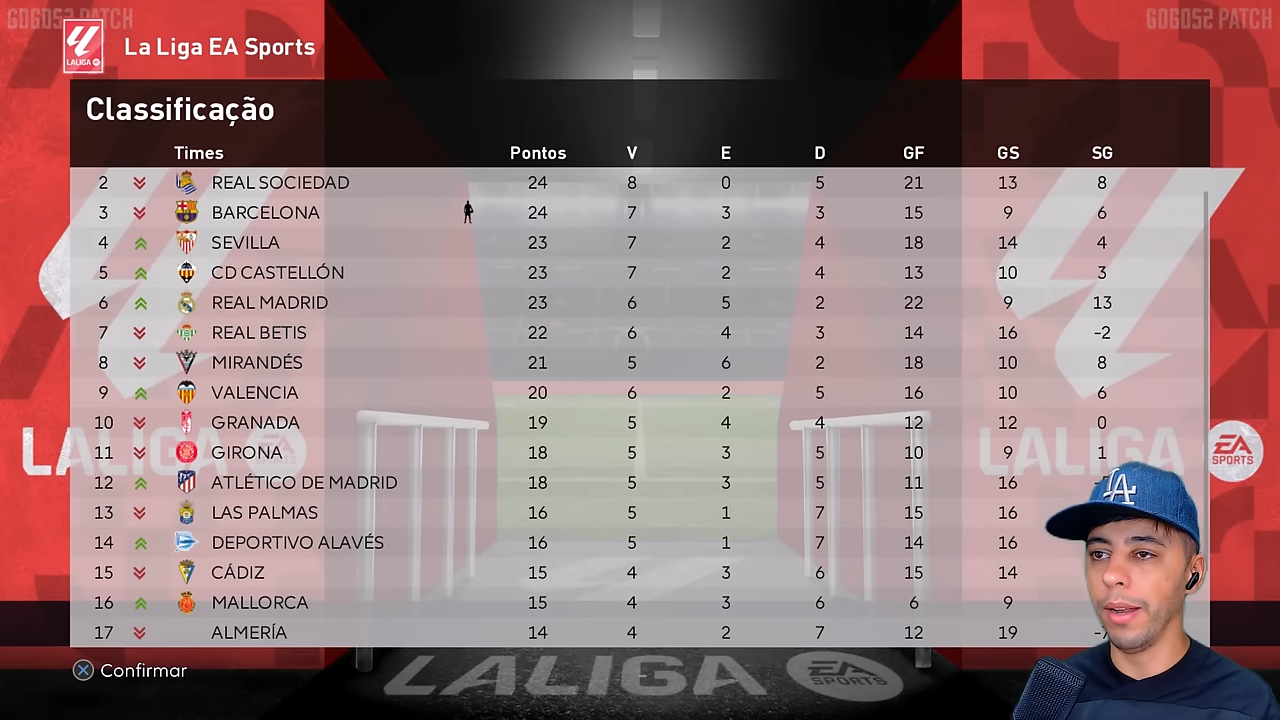 GOGOS2 PATCH
GOGOS2 PATCH
LALIGA
La Liga EA Sports
Classificação
Times Pontos V E D GF GS SG
2 REAL SOCIEDAD 24 8 0 5 21 13 8
3 BARCELONA 24 7 3 3 15 9 6
4 SEVILLA 23 7 2 4 18 14 4
5 CD CASTELLÓN 23 7 2 4 13 10 3
6 REAL MADRID 23 6 5 2 22 9 13
7 REAL BETIS 22 6 4 3 14 16 -2
8 MIRANDÉS 21 5 6 2 18 10 8
9 VALENCIA 20 6 2 5 16 10 6
10 GRANADA 19 5 4 4 12 12 0
11 GIRONA 18 5 3 5 10 9 1
12 ATLÉTICO DE MADRID 18 5 3 5 11 16
13 LAS PALMAS 16 5 1 7 15 16
14 DEPORTIVO ALAVÉS 16 5 1 7 14 16
15 CÁDIZ 15 4 3 6 15 14
16 MALLORCA 15 4 3 6 6 9
17 ALMERÍA 14 4 2 7 12 19 -7
LALIGA EA SPORTS
LALIGA EA SPORTS
LA
Confirmar
LALIGA EA SPORTS